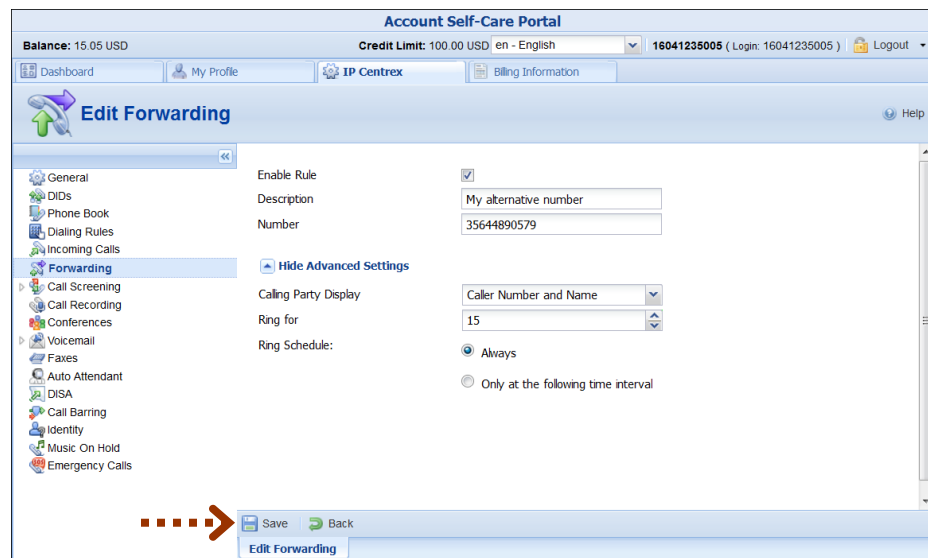 Account Self-Care Portal
Balance: 15.05 USD Credit Limit: 100.00 USD en - English 16041235005 ( Login: 16041235005 ) Logout
Dashboard My Profile IP Centrex Billing Information
Edit Forwarding Help
General
DIDs
Phone Book
Dialing Rules
Incoming Calls
Forwarding
Call Screening
Call Recording
Conferences
Voicemail
Faxes
Auto Attendant
DISA
Call Barring
Identity
Music On Hold
Emergency Calls
Enable Rule
Description My alternative number
Number 35644890579
Hide Advanced Settings
Calling Party Display Caller Number and Name
Ring for 15
Ring Schedule: Always
Only at the following time interval
Save Back
Edit Forwarding